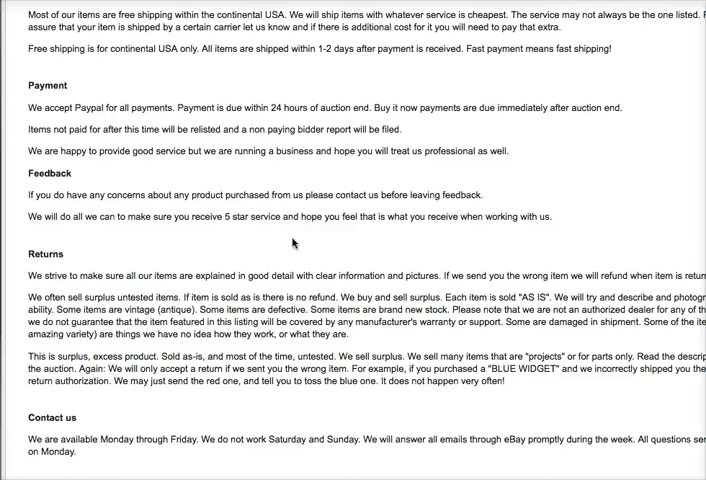 Most of our items are free shipping within the continental USA. We will ship items with whatever service is cheapest. The service may not always be the one listed.
assure that your item is shipped by a certain carrier let us know and if there is additional cost for it you will need to pay that extra.
Free shipping is for continental USA only. All items are shipped within 1-2 days after payment is received. Fast payment means fast shipping!
Payment
We accept Paypal for all payments. Payment is due within 24 hours of auction end. Buy it now payments are due immediately after auction end.
Items not paid for after this time will be relisted and a non paying bidder report will be filed.
We are happy to provide good service but we are running a business and hope you will treat us professional as well.
Feedback
If you do have any concerns about any product purchased from us please contact us before leaving feedback.
We will do all we can to make sure you receive 5 star service and hope you feel that is what you receive when working with us.
Returns
We strive to make sure all our items are explained in good detail with clear information and pictures. If we send you the wrong item we will refund when item is
We often sell surplus untested items. If item is sold as is there is no refund. We buy and sell surplus. Each item is sold "AS IS". We will try and describe and
ability. Some items are vintage (antique). Some items are defective. Some items are brand new stock. Please note that we are not an authorized dealer for any of
we do not guarantee that the item featured in this listing will be covered by any manufacturer's warranty or support. Some are damaged in shipment. Some of the
amazing variety) are things we have no idea how they work, or what they are.
This is surplus, excess product. Sold as-is, and most of the time, untested. We sell surplus. We sell many items that are "projects" or for parts only. Read the
the auction. Again: We will only accept a return if we sent you the wrong item. For example, if you purchased a "BLUE WIDGET" and we incorrectly shipped you
return authorization. We may just send the red one, and tell you to toss the blue one. It does not happen very often!
Contact us
We are available Monday through Friday. We do not work Saturday and Sunday. We will answer all emails through eBay promptly during the week. All questions
on Monday.